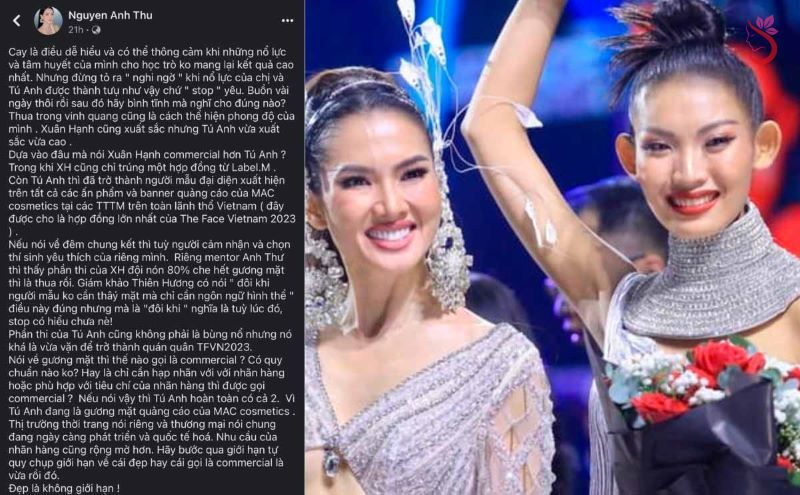 Nguyen Anh Thu
21h
Cay là điều dễ hiểu và có thể thông cảm khi những nổ lực
và tâm huyết của mình cho học trò ko mang lại kết quả cao
nhất. Nhưng đừng tỏ ra " nghi ngờ " khi nổ lực của chị và
Tú Anh được thành tựu như vậy chứ " stop " yêu. Buồn vài
ngày thôi rồi sau đó hãy bình tĩnh mà nghĩ cho đúng nào?
Thua trong vinh quang cũng là cách thể hiện phong độ của
mình . Xuân Hạnh cũng xuất sắc nhưng Tú Anh vừa xuất
sắc vừa cao .
Dựa vào đâu mà nói Xuân Hạnh commercial hơn Tú Anh ?
Trong khi XH cũng chỉ trúng một hợp đồng từ Label.M .
Còn Tú Anh thì đã trở thành người mẫu đại diện xuất hiện
trên tất cả các ấn phẩm và banner quảng cáo của MAC
cosmetics tại các TTTM trên toàn lãnh thổ Vietnam ( đây
được cho là hợp đồng lớn nhất của The Face Vietnam 2023
) .
Nếu nói về đêm chung kết thì tuỳ người cảm nhận và chọn
thí sinh yêu thích của riêng mình. Riêng mentor Anh Thư
thì thấy phần thi của XH đội nón 80% che hết gương mặt
thì là thua rồi. Giám khảo Thiên Hương có nói " đôi khi
người mẫu ko cần thấy mặt mà chỉ cần ngôn ngữ hình thể "
điều này đúng nhưng mà là "đôi khi " nghĩa là tuỳ lúc đó,
stop có hiểu chưa nè!
Phần thi của Tú Anh cũng không phải là bùng nổ nhưng nó
khá là vừa vặn để trở thành quán quân TFVN2023.
Nói về gương mặt thì thế nào gọi là commercial ? Có quy
chuẩn nào ko? Hay là chỉ cần hạp nhãn với với nhãn hàng
hoặc phù hợp với tiêu chí của nhãn hàng thì được gọi
commercial ? Nếu nói vậy thì Tú Anh hoàn toàn có cả 2. Vì
Tú Anh đang là gương mặt quảng cáo của MAC cosmetics .
Thị trường thời trang nói riêng và thương mại nói chung
đang ngày càng phát triển và quốc tế hoá. Nhu cầu của
nhãn hàng cũng rộng mở hơn. Hãy bước qua giới hạn tự
quy chụp giới hạn về cái đẹp hay cái gọi là commercial là
vừa rồi đó.
Đẹp là không giới hạn !